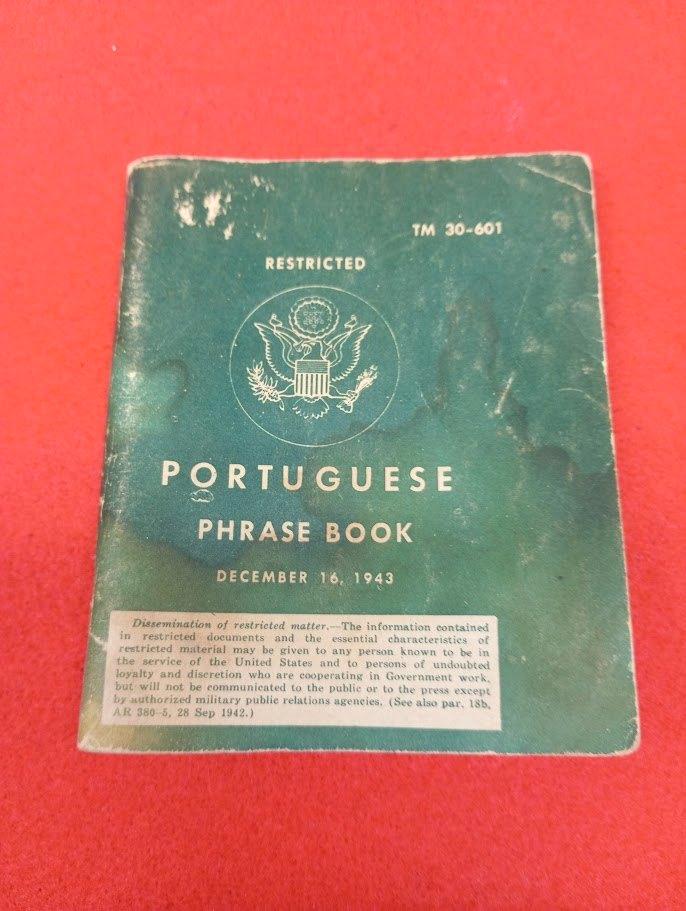 TM 30-601
RESTRICTED
PORTUGUESE
PHRASE BOOK
DECEMBER 16, 1943
Dissemination of restricted matter.—The information contained
in restricted documents and the essential characteristics of
restricted material may be given to any person known to be in
the service of the United States and to persons of undoubted
loyalty and discretion who are cooperating in Government work,
but will not be communicated to the public or to the press except
by authorized military public relations agencies. (See also par. 18b,
AR 380-5, 28 Sep 1942.)